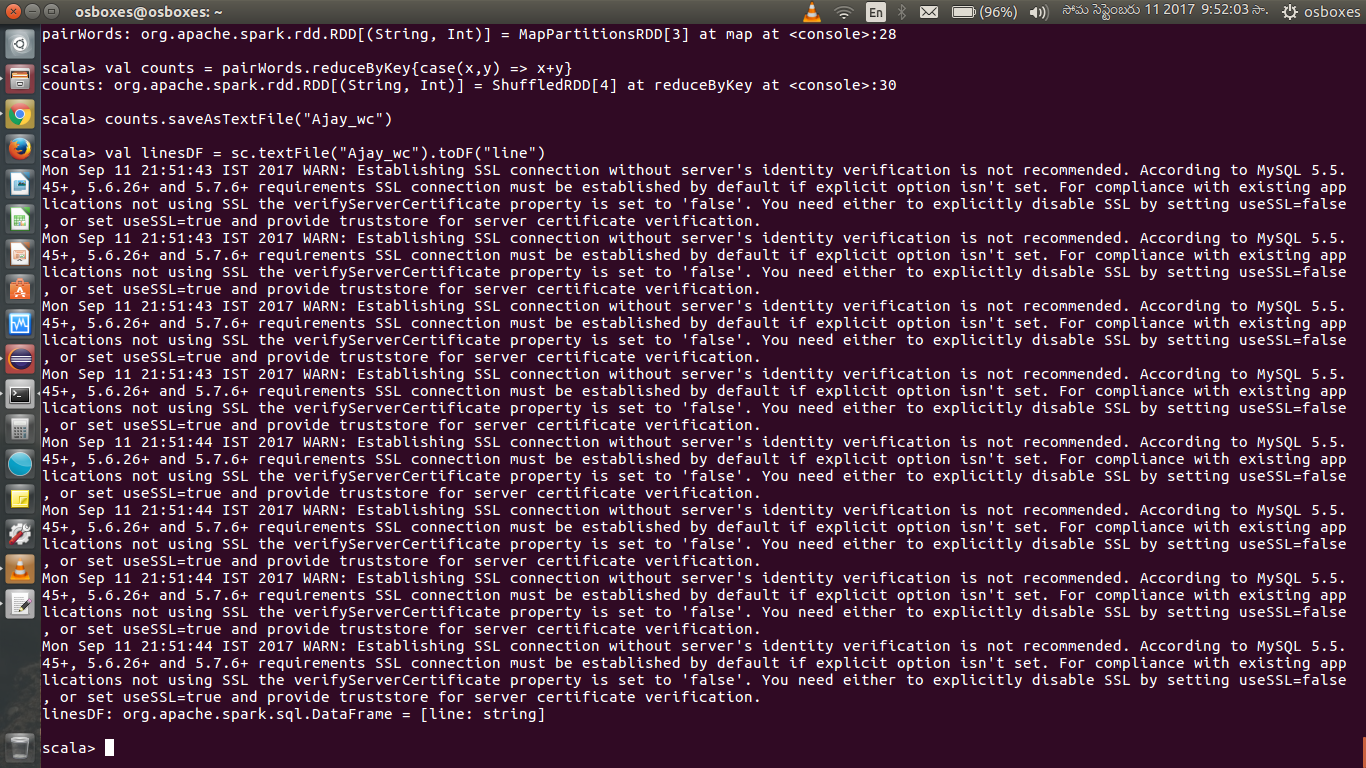 osboxes@osboxes: ~
En
(96%)
సోమ సెప్టెంబరు 11 2017 9:52:03 సా.
osboxes
pairWords: org.apache.spark.rdd.RDD[(String, Int)] = MapPartitionsRDD[3] at map at <console>:28
scala> val counts = pairWords.reduceByKey{case(x,y) => x+y}
counts: org.apache.spark.rdd.RDD[(String, Int)] = ShuffledRDD[4] at reduceByKey at <console>:30
scala> counts.saveAsTextFile("Ajay_wc")
scala> val linesDF = sc.textFile("Ajay_wc").toDF("line")
Mon Sep 11 21:51:43 IST 2017 WARN: Establishing SSL connection without server's identity verification is not recommended. According to MySQL 5.5.
45+, 5.6.26+ and 5.7.6+ requirements SSL connection must be established by default if explicit option isn't set. For compliance with existing app
lications not using SSL the verifyServerCertificate property is set to 'false'. You need either to explicitly disable SSL by setting useSSL=false
, or set useSSL=true and provide truststore for server certificate verification.
Mon Sep 11 21:51:43 IST 2017 WARN: Establishing SSL connection without server's identity verification is not recommended. According to MySQL 5.5.
45+, 5.6.26+ and 5.7.6+ requirements SSL connection must be established by default if explicit option isn't set. For compliance with existing app
lications not using SSL the verifyServerCertificate property is set to 'false'. You need either to explicitly disable SSL by setting useSSL=false
, or set useSSL=true and provide truststore for server certificate verification.
Mon Sep 11 21:51:43 IST 2017 WARN: Establishing SSL connection without server's identity verification is not recommended. According to MySQL 5.5.
45+, 5.6.26+ and 5.7.6+ requirements SSL connection must be established by default if explicit option isn't set. For compliance with existing app
lications not using SSL the verifyServerCertificate property is set to 'false'. You need either to explicitly disable SSL by setting useSSL=false
, or set useSSL=true and provide truststore for server certificate verification.
Mon Sep 11 21:51:43 IST 2017 WARN: Establishing SSL connection without server's identity verification is not recommended. According to MySQL 5.5.
45+, 5.6.26+ and 5.7.6+ requirements SSL connection must be established by default if explicit option isn't set. For compliance with existing app
lications not using SSL the verifyServerCertificate property is set to 'false'. You need either to explicitly disable SSL by setting useSSL=false
, or set useSSL=true and provide truststore for server certificate verification.
Mon Sep 11 21:51:44 IST 2017 WARN: Establishing SSL connection without server's identity verification is not recommended. According to MySQL 5.5.
45+, 5.6.26+ and 5.7.6+ requirements SSL connection must be established by default if explicit option isn't set. For compliance with existing app
lications not using SSL the verifyServerCertificate property is set to 'false'. You need either to explicitly disable SSL by setting useSSL=false
, or set useSSL=true and provide truststore for server certificate verification.
Mon Sep 11 21:51:44 IST 2017 WARN: Establishing SSL connection without server's identity verification is not recommended. According to MySQL 5.5.
45+, 5.6.26+ and 5.7.6+ requirements SSL connection must be established by default if explicit option isn't set. For compliance with existing app
lications not using SSL the verifyServerCertificate property is set to 'false'. You need either to explicitly disable SSL by setting useSSL=false
, or set useSSL=true and provide truststore for server certificate verification.
Mon Sep 11 21:51:44 IST 2017 WARN: Establishing SSL connection without server's identity verification is not recommended. According to MySQL 5.5.
45+, 5.6.26+ and 5.7.6+ requirements SSL connection must be established by default if explicit option isn't set. For compliance with existing app
lications not using SSL the verifyServerCertificate property is set to 'false'. You need either to explicitly disable SSL by setting useSSL=false
, or set useSSL=true and provide truststore for server certificate verification.
Mon Sep 11 21:51:44 IST 2017 WARN: Establishing SSL connection without server's identity verification is not recommended. According to MySQL 5.5.
45+, 5.6.26+ and 5.7.6+ requirements SSL connection must be established by default if explicit option isn't set. For compliance with existing app
lications not using SSL the verifyServerCertificate property is set to 'false'. You need either to explicitly disable SSL by setting useSSL=false
, or set useSSL=true and provide truststore for server certificate verification.
linesDF: org.apache.spark.sql.DataFrame = [line: string]
scala>